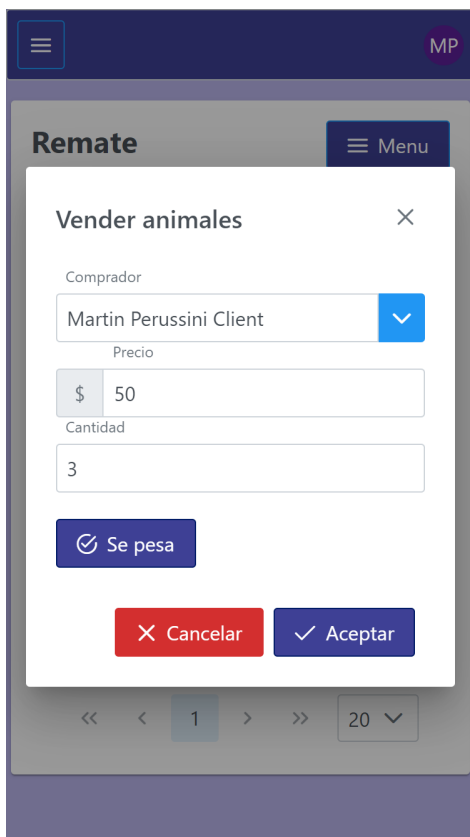 MP
Remate
Menu
Vender animales
Comprador
Martin Perussini Client
Precio
$ 50
Cantidad
3
Se pesa
Cancelar
Aceptar
1
20